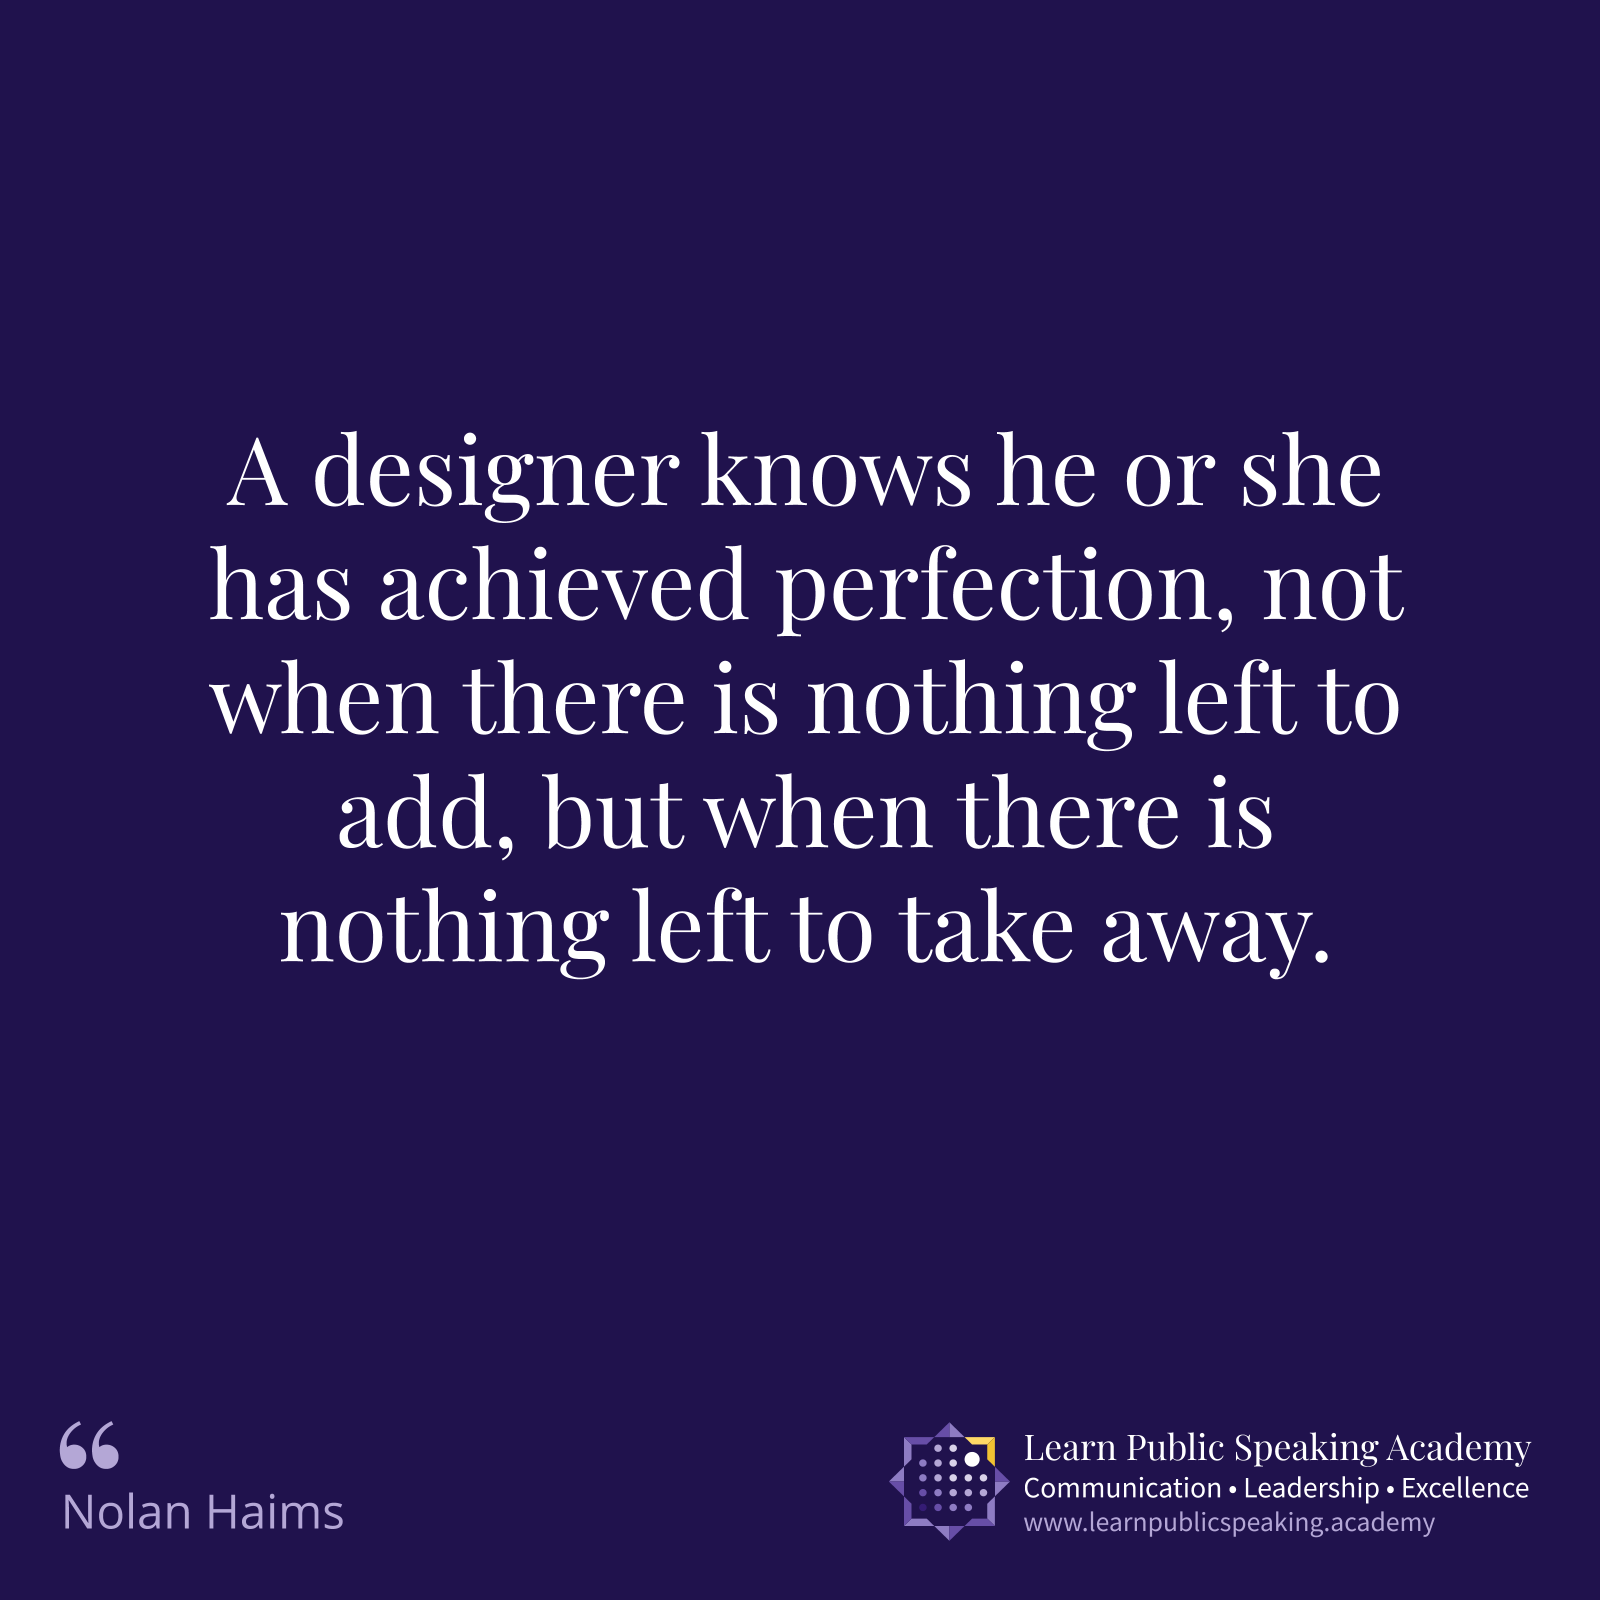 A designer knows he or she
has achieved perfection, not
when there is nothing left to
add, but when there is
nothing left to take away.
“
Nolan Haims
Learn Public Speaking Academy
Communication • Leadership • Excellence
www.learnpublicspeaking.academy